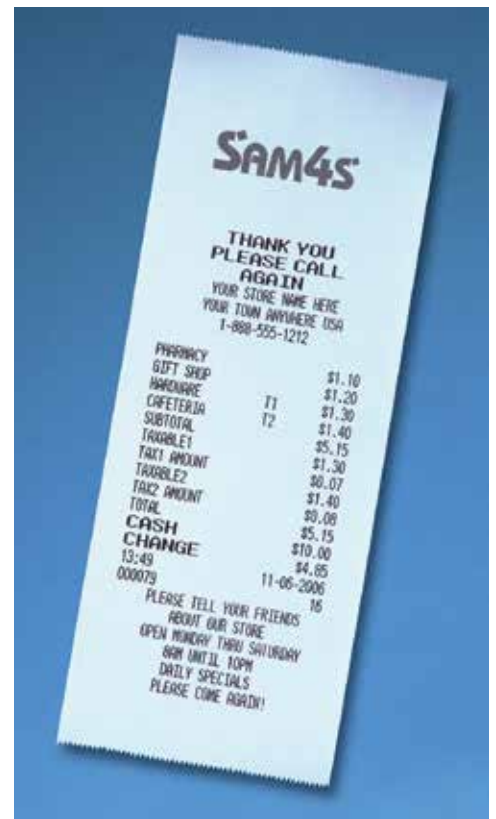 SAM4S
THANK YOU
PLEASE CALL
AGAIN
YOUR STORE NAME HERE
YOUR TOWN ANYWHERE USA
1-888-555-1212
PHARMACY $1.10
GIFT SHOP $1.20
HARDWARE T1 $1.30
CAFETERIA T2 $1.40
SUBTOTAL $5.15
TAXABLE1 $1.30
TAX1 AMOUNT $0.07
TAXABLE2 $1.40
TAX2 AMOUNT $0.08
TOTAL $5.15
CASH $10.00
CHANGE $4.85
13:49 11-06-2006
000079 16
PLEASE TELL YOUR FRIENDS
ABOUT OUR STORE
OPEN MONDAY THRU SATURDAY
8AM UNTIL 10PM
DAILY SPECIALS
PLEASE COME AGAIN!